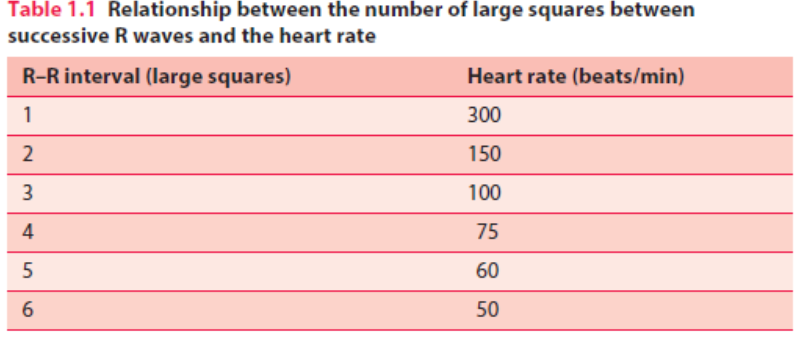 Table 1.1 Relationship between the number of large squares between
successive R waves and the heart rate
R–R interval (large squares) Heart rate (beats/min)
1 300
2 150
3 100
4 75
5 60
6 50